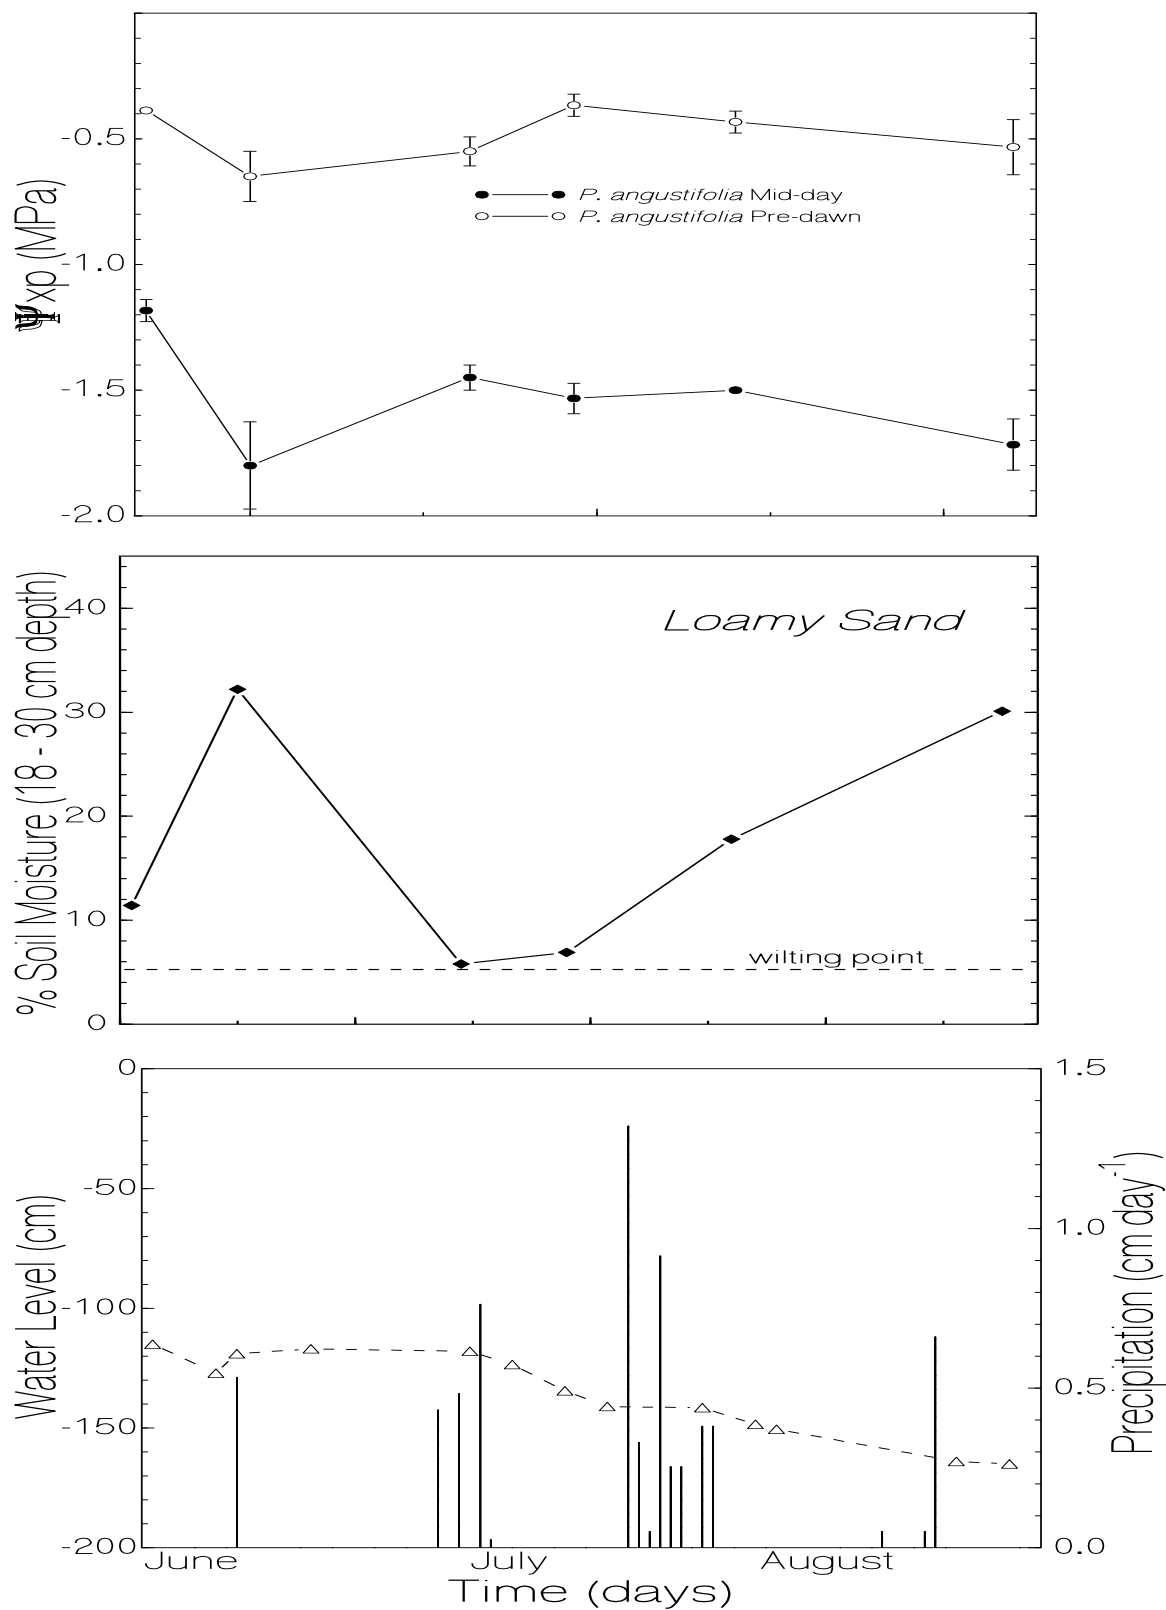 -0.5
-1.0
-1.5
-2.0
Ψxp (MPa)
P. angustifolia Mid-day
P. angustifolia Pre-dawn
40
30
20
10
0
% Soil Moisture (18 - 30 cm depth)
Loamy Sand
wilting point
0
-50
-100
-150
-200
Water Level (cm)
1.5
1.0
0.5
0.0
Precipitation (cm day-1)
June July August
Time (days)